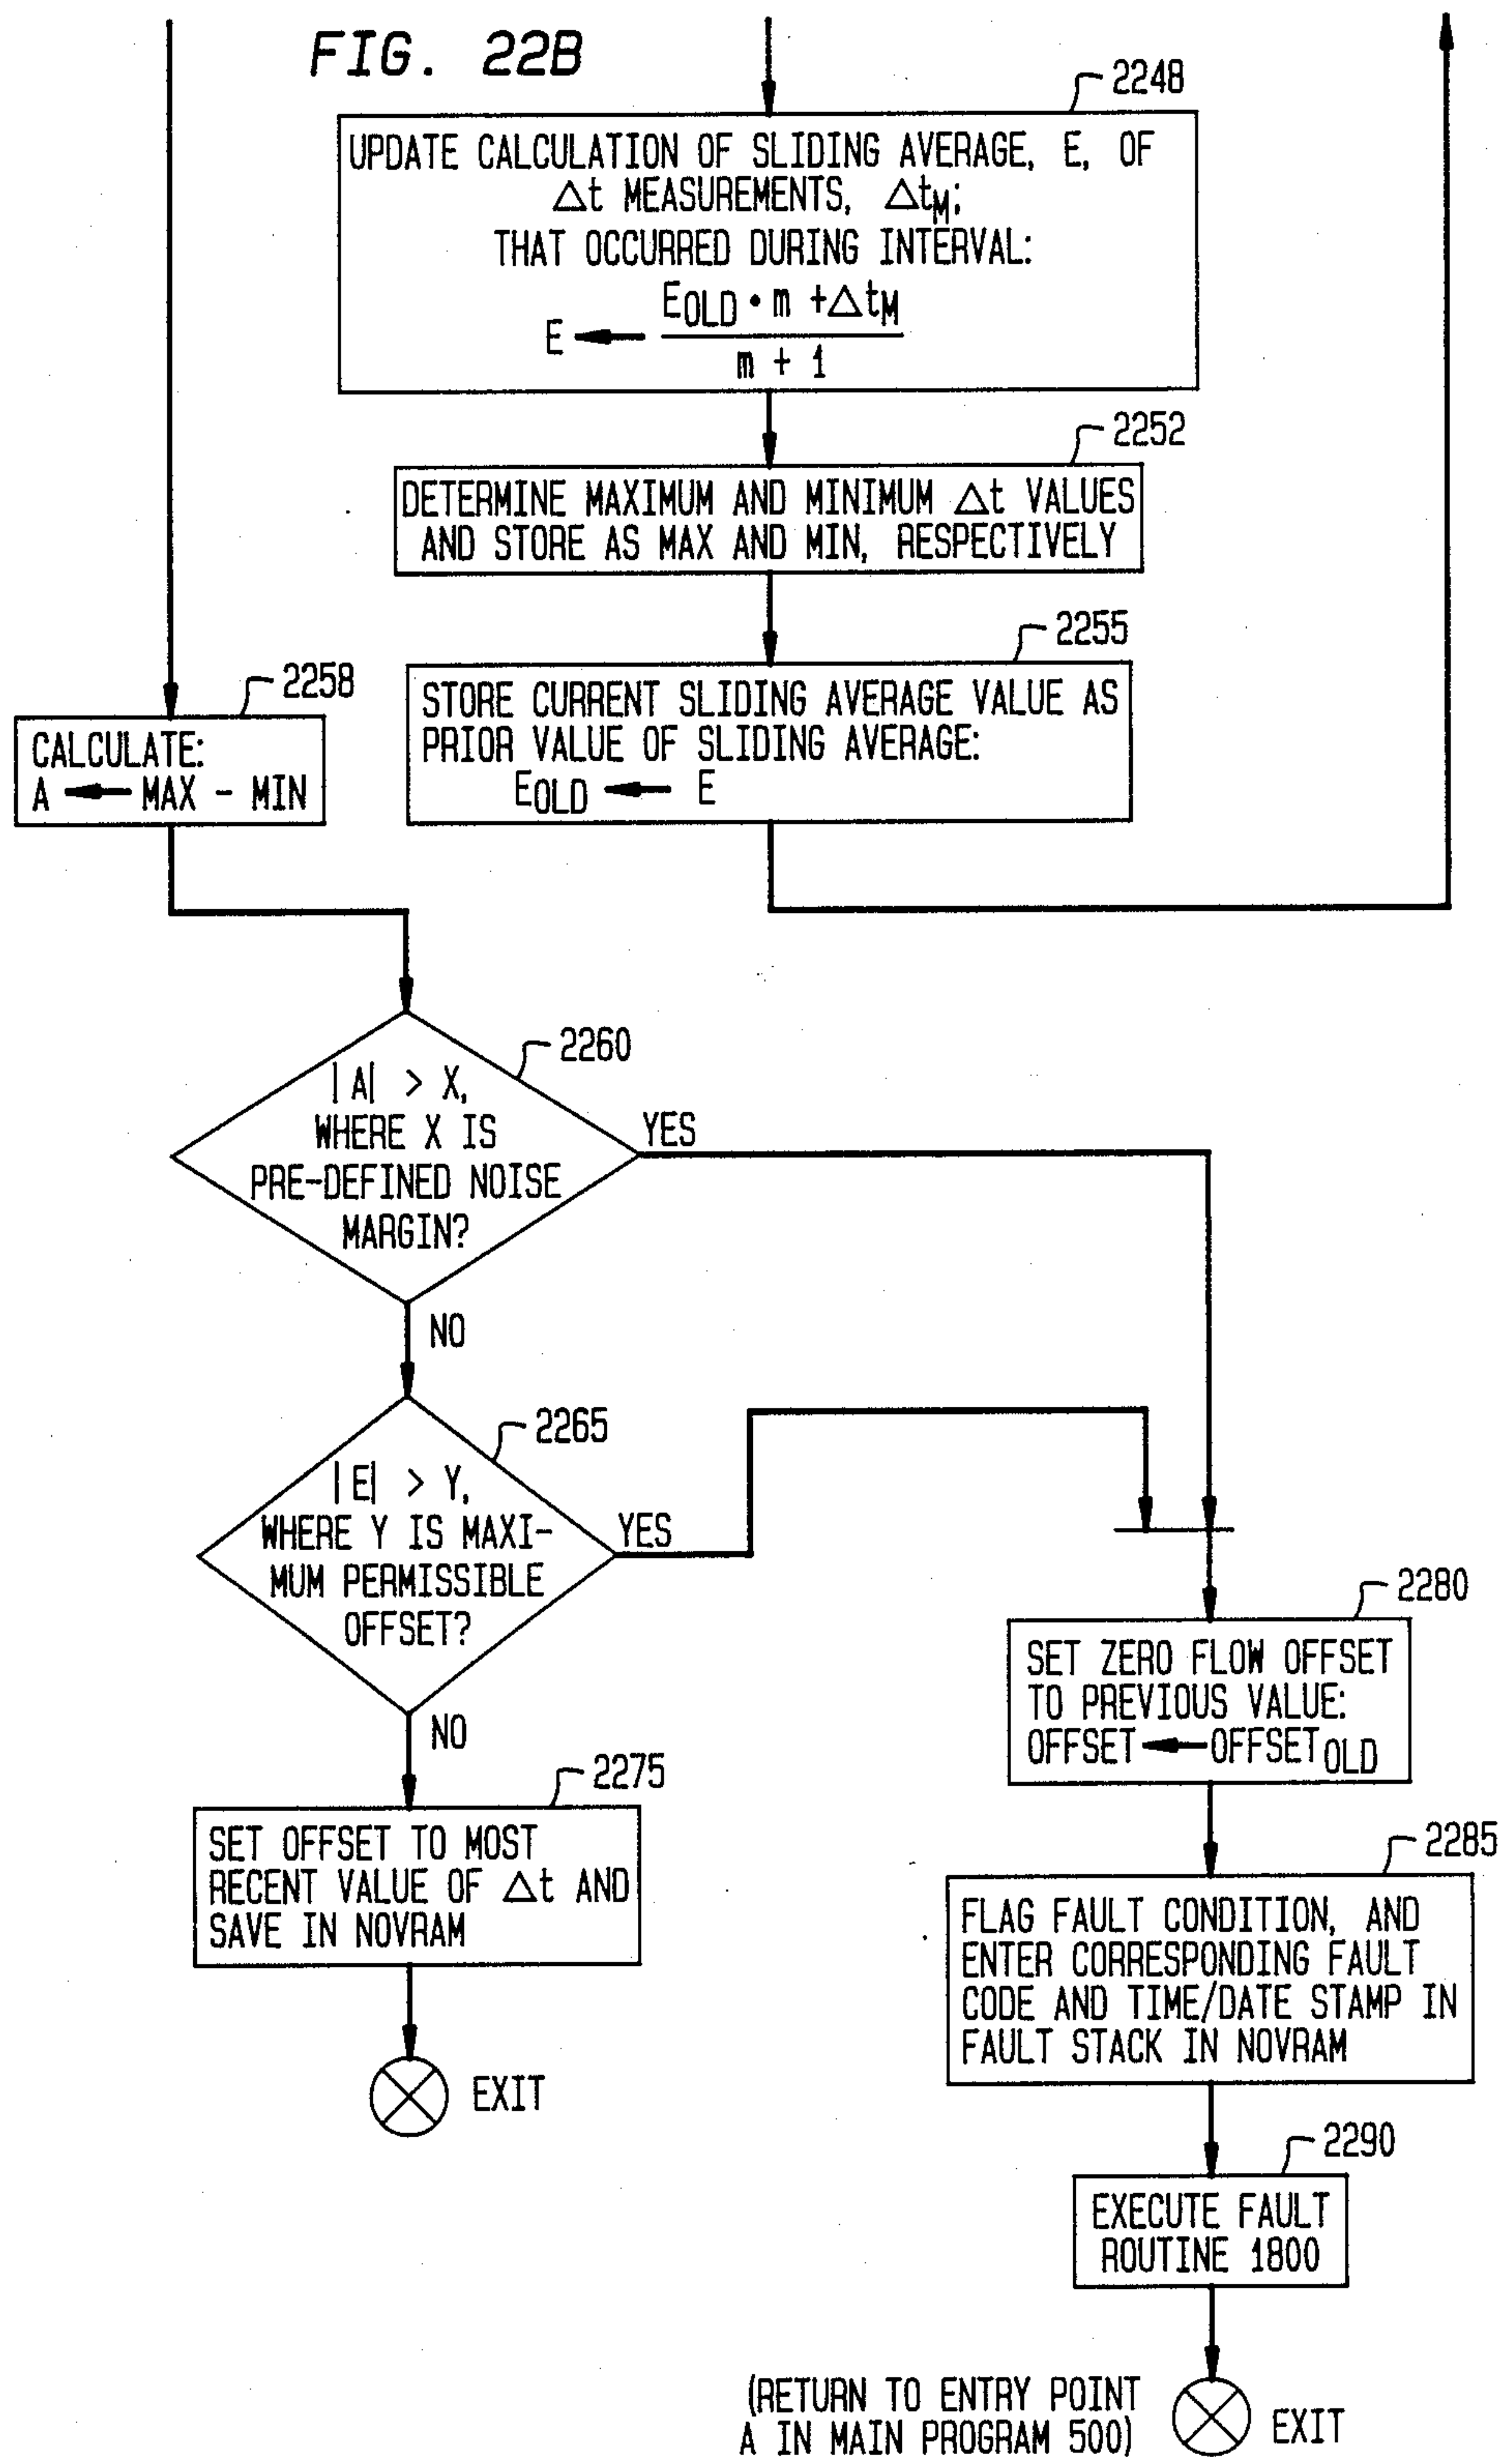 FIG. 22B
2248
UPDATE CALCULATION OF SLIDING AVERAGE, E, OF
Δt MEASUREMENTS, ΔtM;
THAT OCCURRED DURING INTERVAL:
EOLD • m + ΔtM
E ←
m + 1
2252
DETERMINE MAXIMUM AND MINIMUM Δt VALUES
AND STORE AS MAX AND MIN, RESPECTIVELY
2255
STORE CURRENT SLIDING AVERAGE VALUE AS
PRIOR VALUE OF SLIDING AVERAGE:
EOLD ← E
2258
CALCULATE:
A ← MAX - MIN
2260
|A| > X,
WHERE X IS
PRE-DEFINED NOISE
MARGIN?
YES
NO
2265
|E| > Y,
WHERE Y IS MAXI-
MUM PERMISSIBLE
OFFSET?
YES
NO
2275
SET OFFSET TO MOST
RECENT VALUE OF Δt AND
SAVE IN NOVRAM
EXIT
2280
SET ZERO FLOW OFFSET
TO PREVIOUS VALUE:
OFFSET ← OFFSETOLD
2285
FLAG FAULT CONDITION, AND
ENTER CORRESPONDING FAULT
CODE AND TIME/DATE STAMP IN
FAULT STACK IN NOVRAM
2290
EXECUTE FAULT
ROUTINE 1800
(RETURN TO ENTRY POINT
A IN MAIN PROGRAM 500)
EXIT